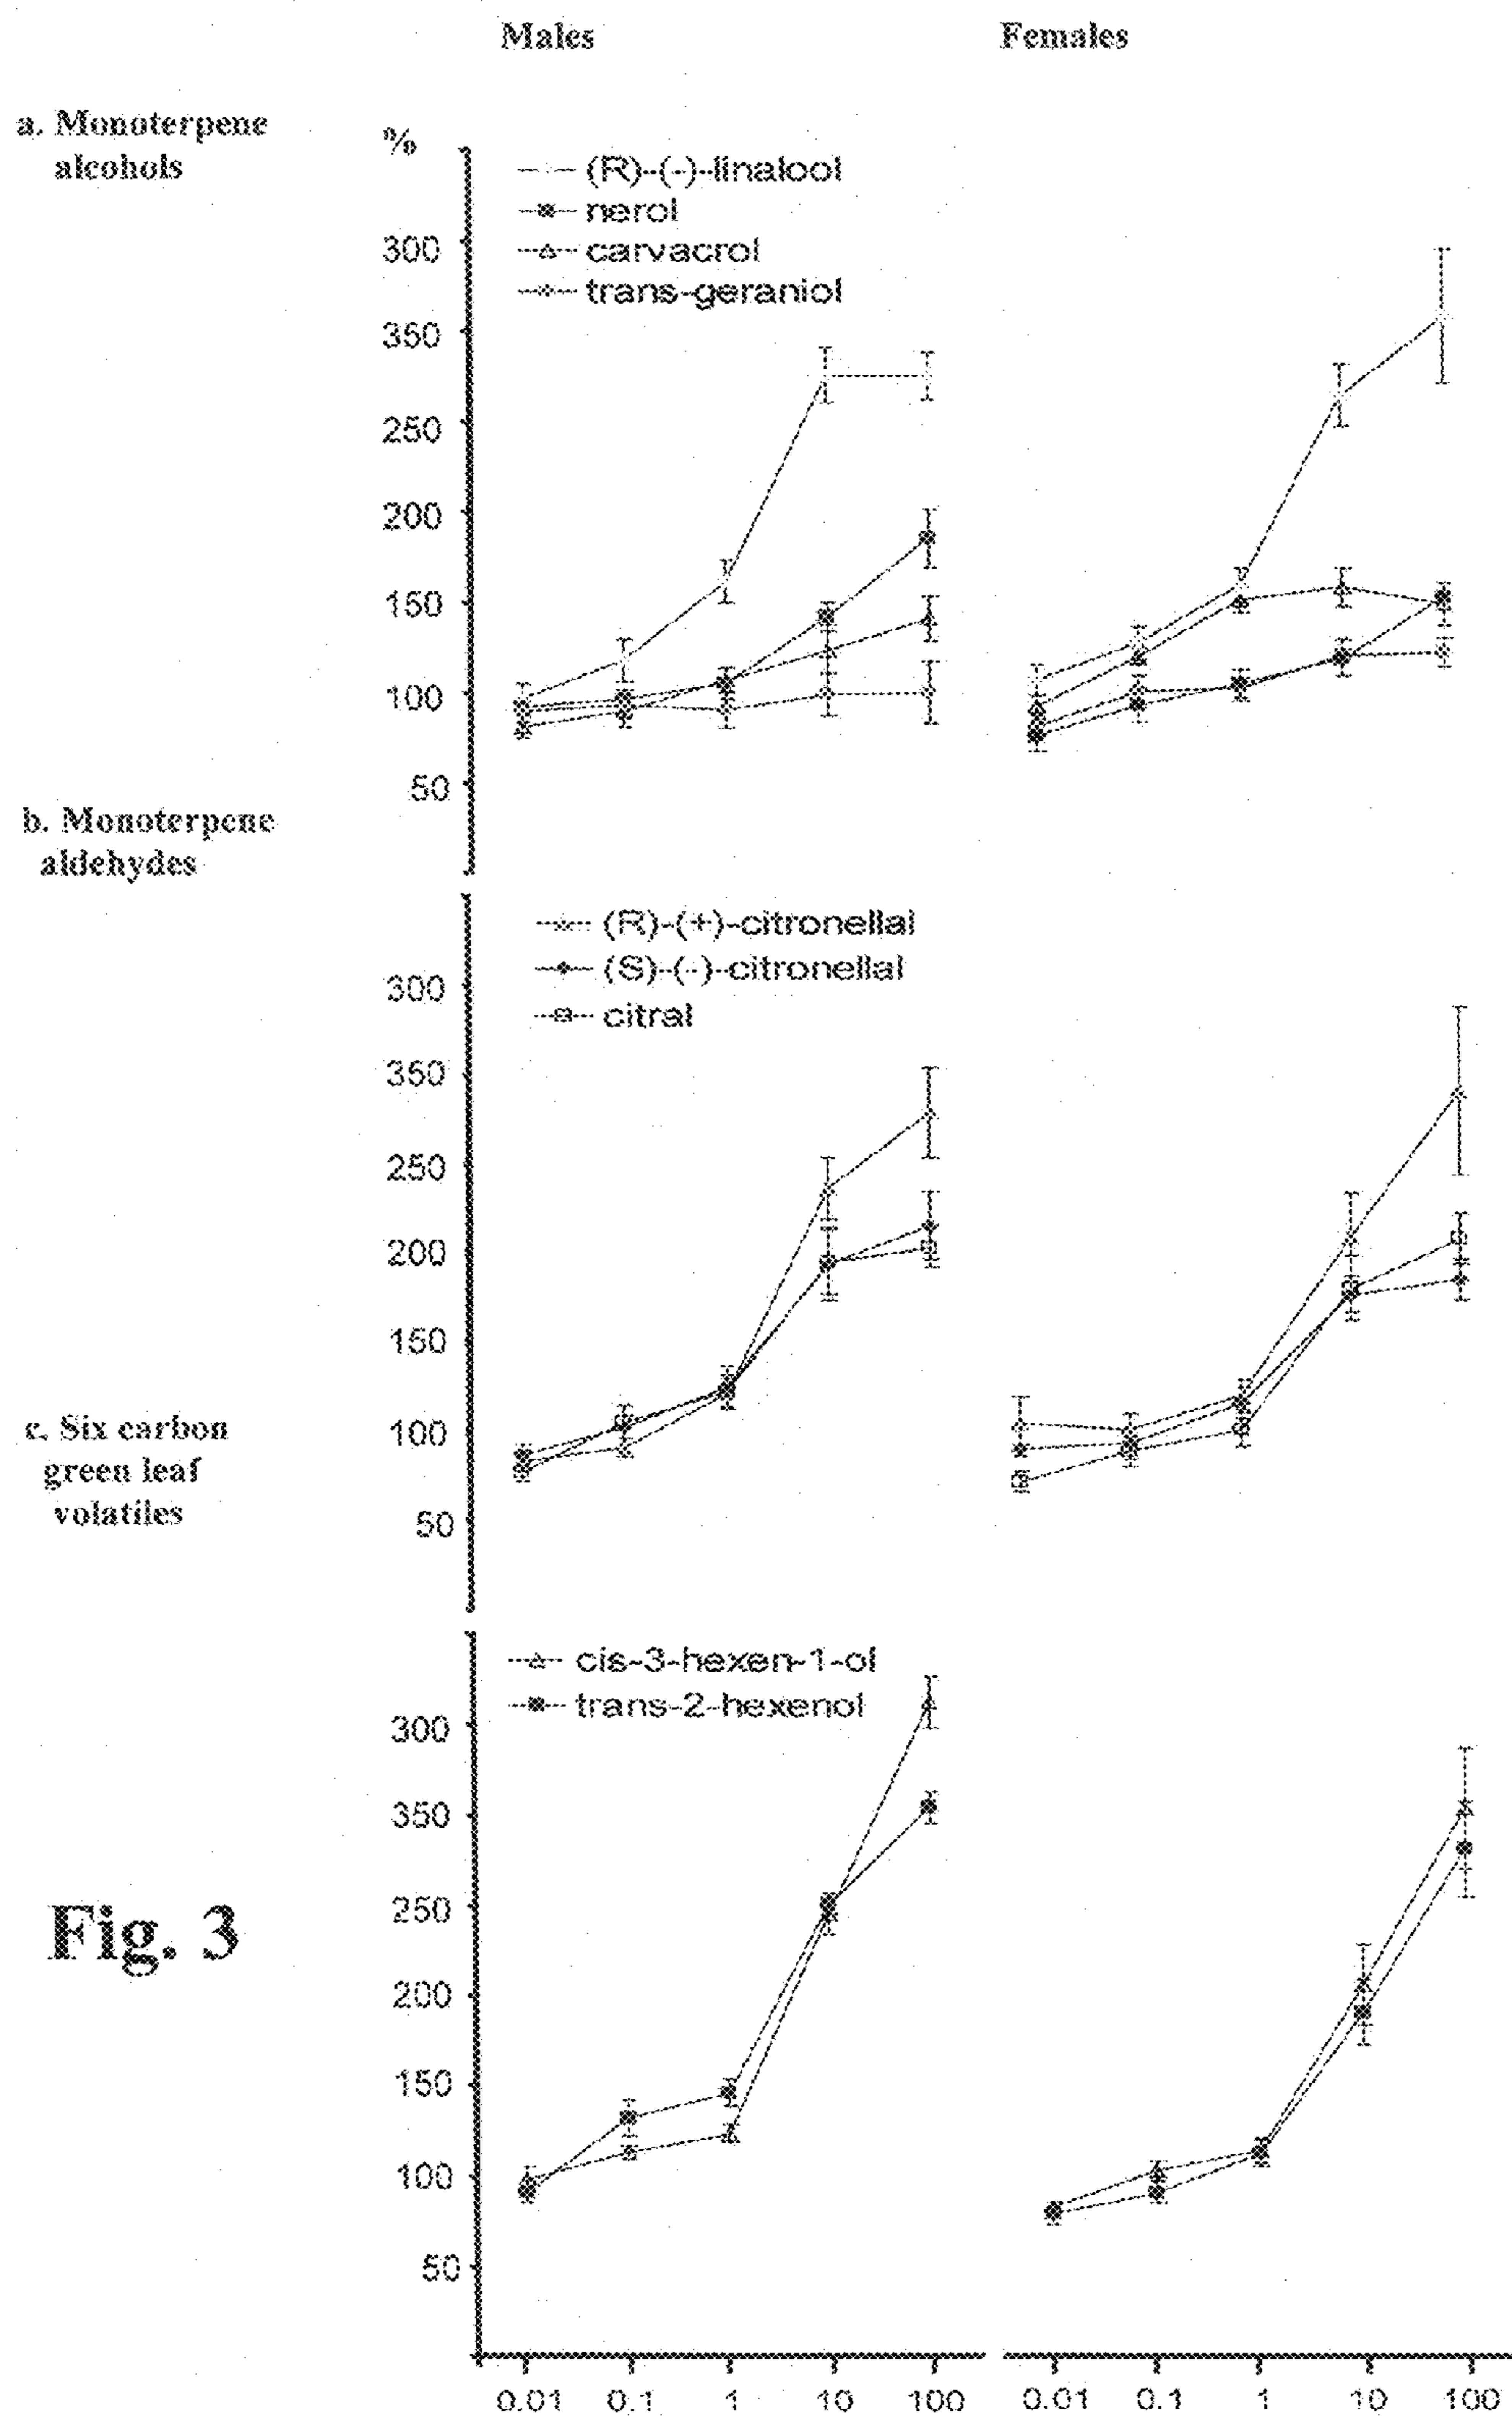 Males Females
a. Monoterpene
alcohols
%
(R)-(-)-linalool
nerol
carvacrol
trans-geraniol
300
350
250
200
150
100
50
b. Monoterpene
aldehydes
(R)-(+)-citronellal
(S)-(-)-citronellal
citral
300
350
250
200
150
100
50
c. Six carbon
green leaf
volatiles
cis-3-hexen-1-ol
trans-2-hexenol
300
350
250
200
150
100
50
Fig. 3
0.01 0.1 1 10 100 0.01 0.1 1 10 100